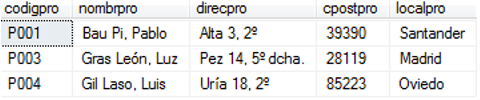 codigpro nombrpro direcpro cpostpro localpro
P001 Bau Pi, Pablo Alta 3, 2º 39390 Santander
P003 Gras León, Luz Pez 14, 5º dcha. 28119 Madrid
P004 Gil Laso, Luis Uría 18, 2º 85223 Oviedo